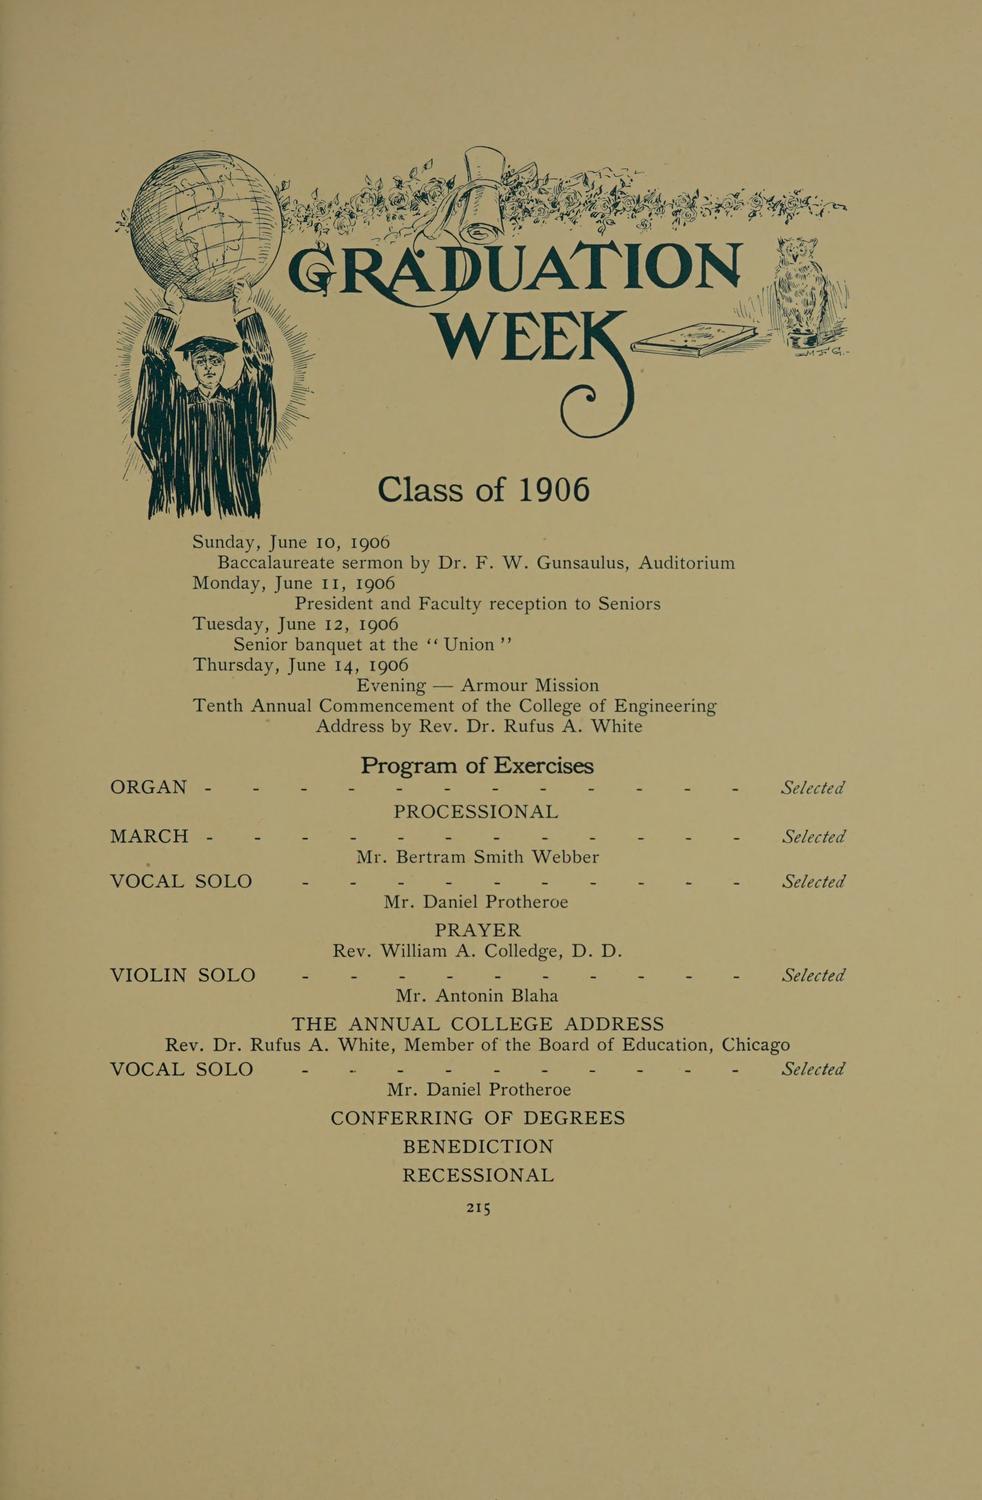 GRADUATION
WEEK
M F G.
Class of 1906
Sunday, June 10, 1906
Baccalaureate sermon by Dr. F. W. Gunsaulus, Auditorium
Monday, June 11, 1906
President and Faculty reception to Seniors
Tuesday, June 12, 1906
Senior banquet at the “ Union ”
Thursday, June 14, 1906
Evening — Armour Mission
Tenth Annual Commencement of the College of Engineering
Address by Rev. Dr. Rufus A. White
Program of Exercises
ORGAN - - - - - - - - - - - - Selected
PROCESSIONAL
MARCH - - - - - - - - - - - - Selected
Mr. Bertram Smith Webber
VOCAL SOLO - - - - - - - - - - Selected
Mr. Daniel Protheroe
PRAYER
Rev. William A. Colledge, D. D.
VIOLIN SOLO - - - - - - - - - - Selected
Mr. Antonin Blaha
THE ANNUAL COLLEGE ADDRESS
Rev. Dr. Rufus A. White, Member of the Board of Education, Chicago
VOCAL SOLO - - - - - - - - - - Selected
Mr. Daniel Protheroe
CONFERRING OF DEGREES
BENEDICTION
RECESSIONAL
215